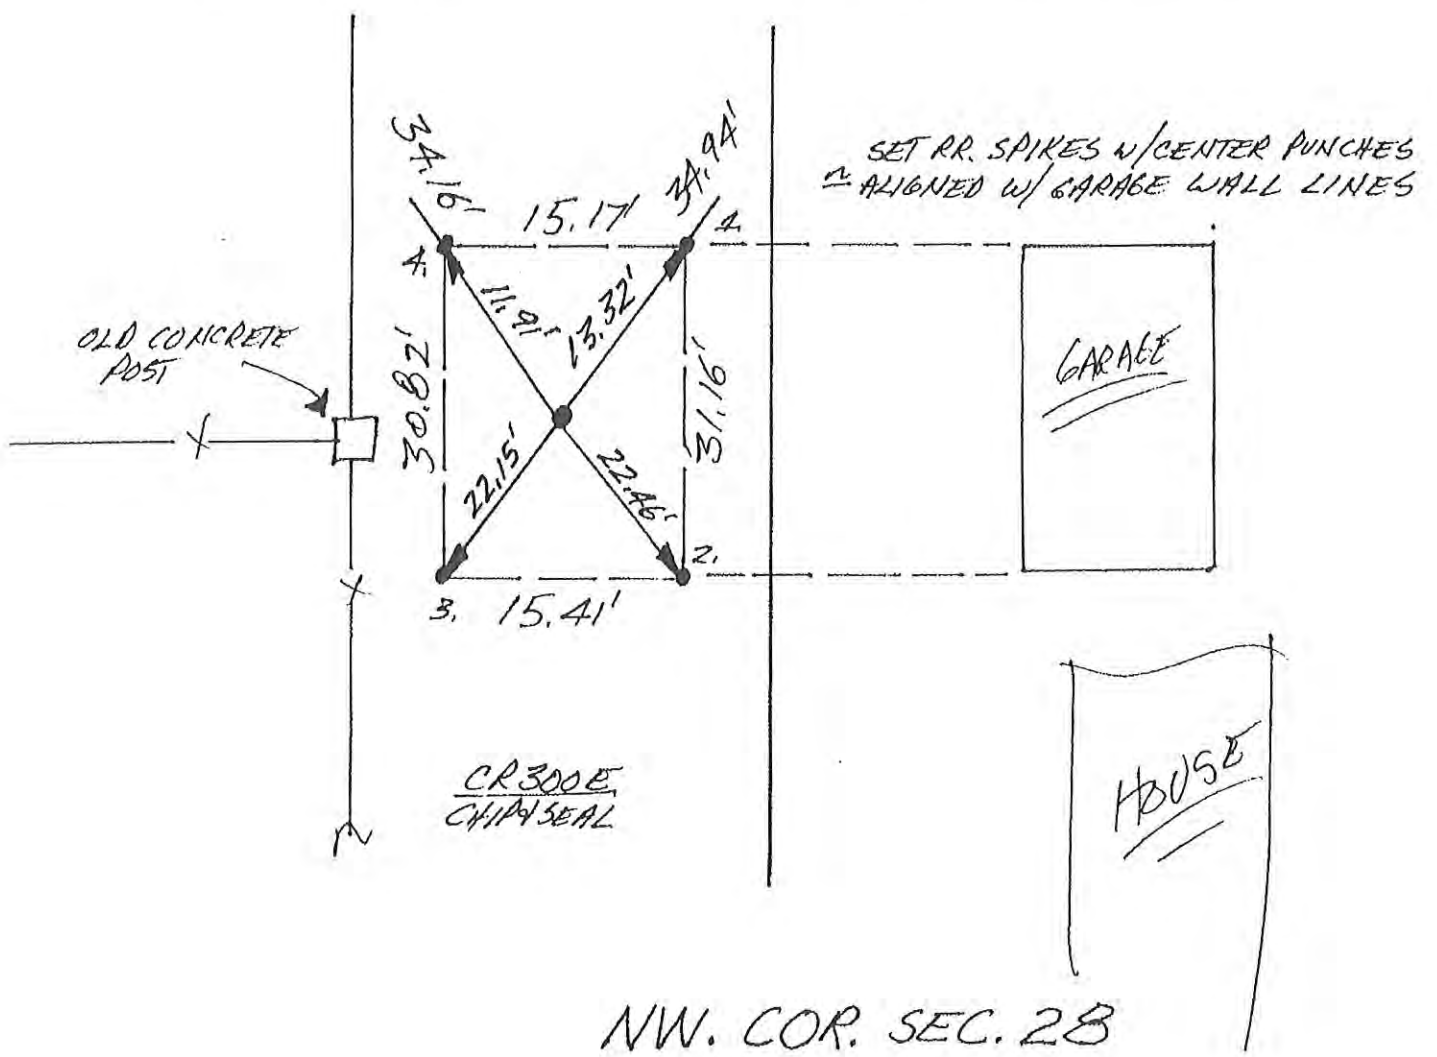 34.16'
34.94'
SET RR. SPIKES W/CENTER PUNCHES
ALIGNED W/ GARAGE WALL LINES
15.17'
1.
4.
11.91'
13.32'
OLD CONCRETE
POST
30.82'
31.16'
GARAGE
22.15'
22.46'
2.
3.
15.41'
CR300E
CHIP&SEAL
HOUSE
NW. COR. SEC. 28